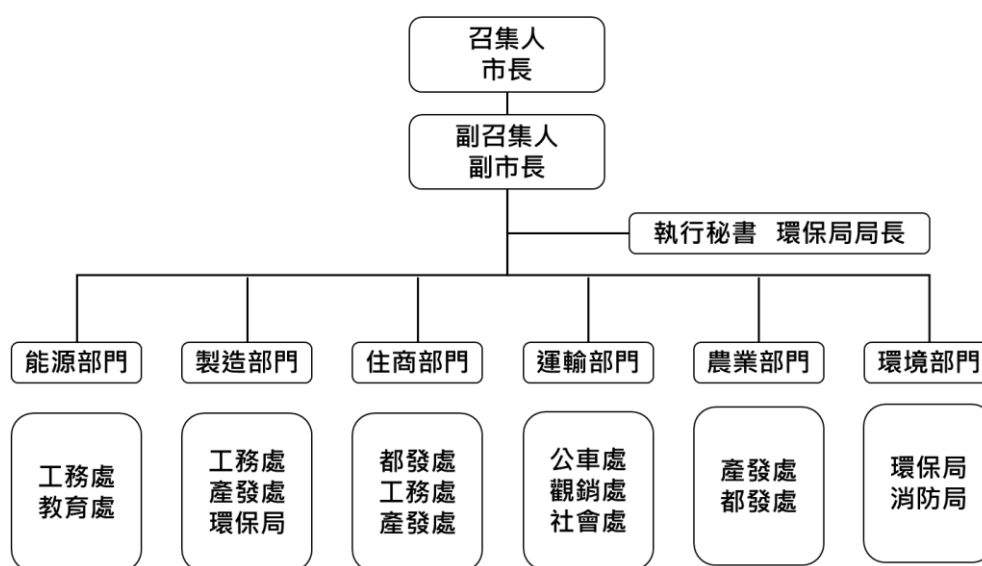 召集人
市長
副召集人
副市長
執行秘書 環保局局長
能源部門
製造部門
住商部門
運輸部門
農業部門
環境部門
工務處
教育處
工務處
產發處
環保局
都發處
工務處
產發處
公車處
觀銷處
社會處
產發處
都發處
環保局
消防局